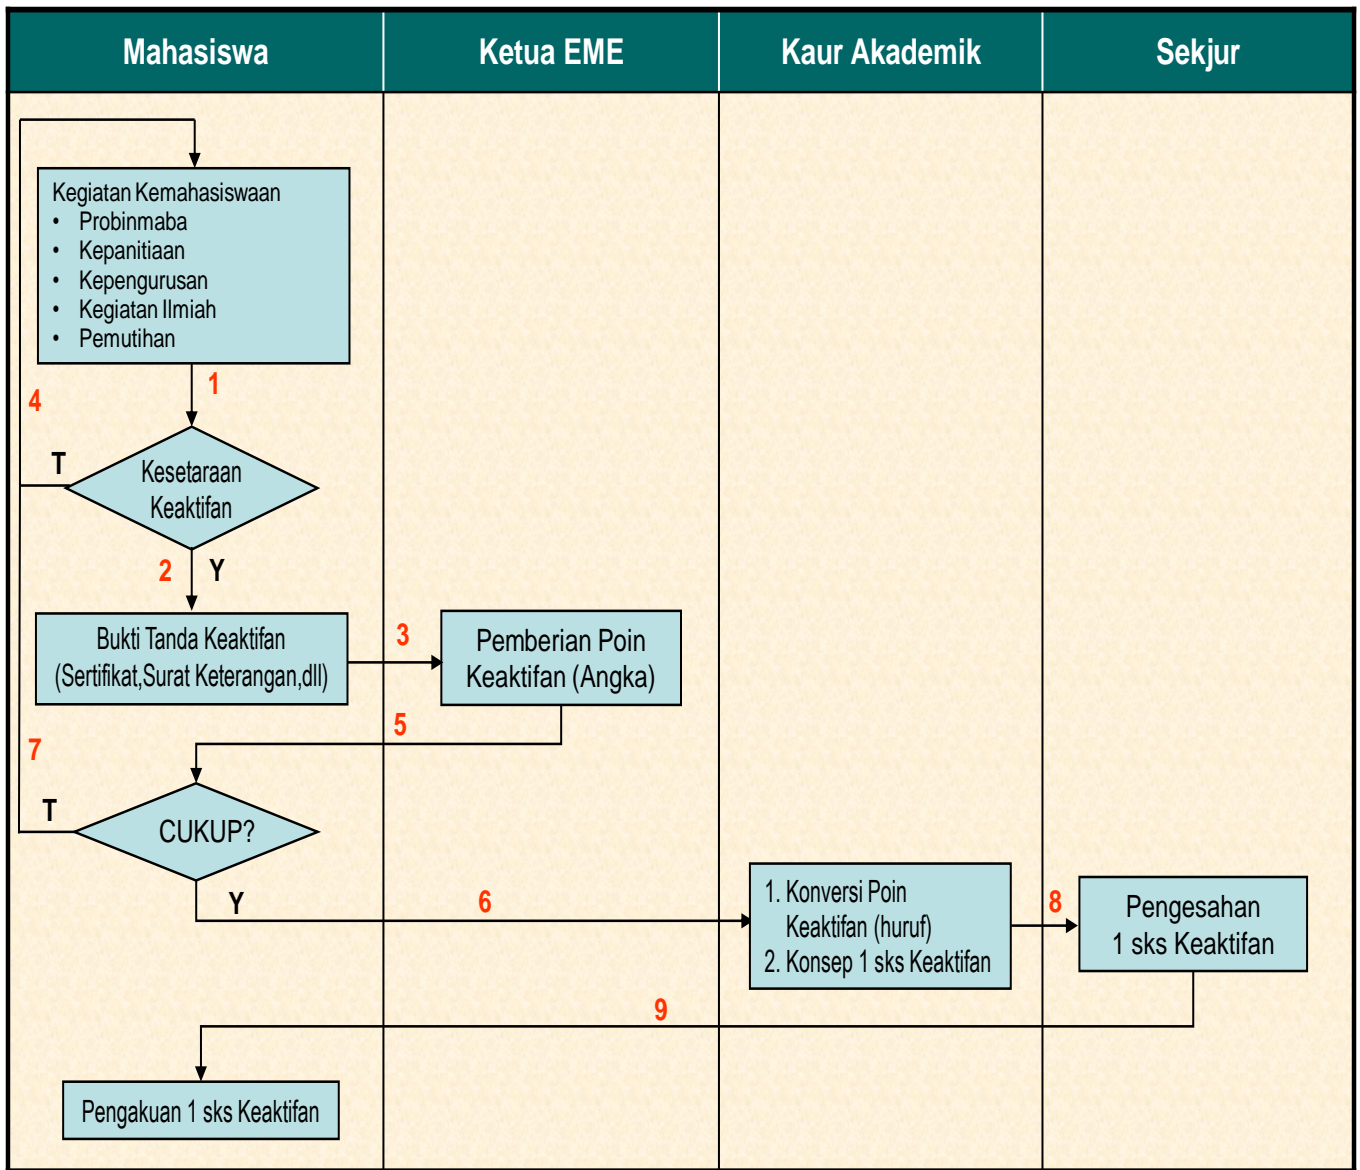 Mahasiswa
Ketua EME
Kaur Akademik
Sekjur
Kegiatan Kemahasiswaan
• Probinmaba
• Kepanitiaan
• Kepengurusan
• Kegiatan Ilmiah
• Pemutihan
1
4
T
Kesetaraan
Keaktifan
2
Y
Bukti Tanda Keaktifan
(Sertifikat,Surat Keterangan,dll)
3
Pemberian Poin
Keaktifan (Angka)
5
7
T
CUKUP?
Y
6
1. Konversi Poin
Keaktifan (huruf)
2. Konsep 1 sks Keaktifan
8
Pengesahan
1 sks Keaktifan
9
Pengakuan 1 sks Keaktifan